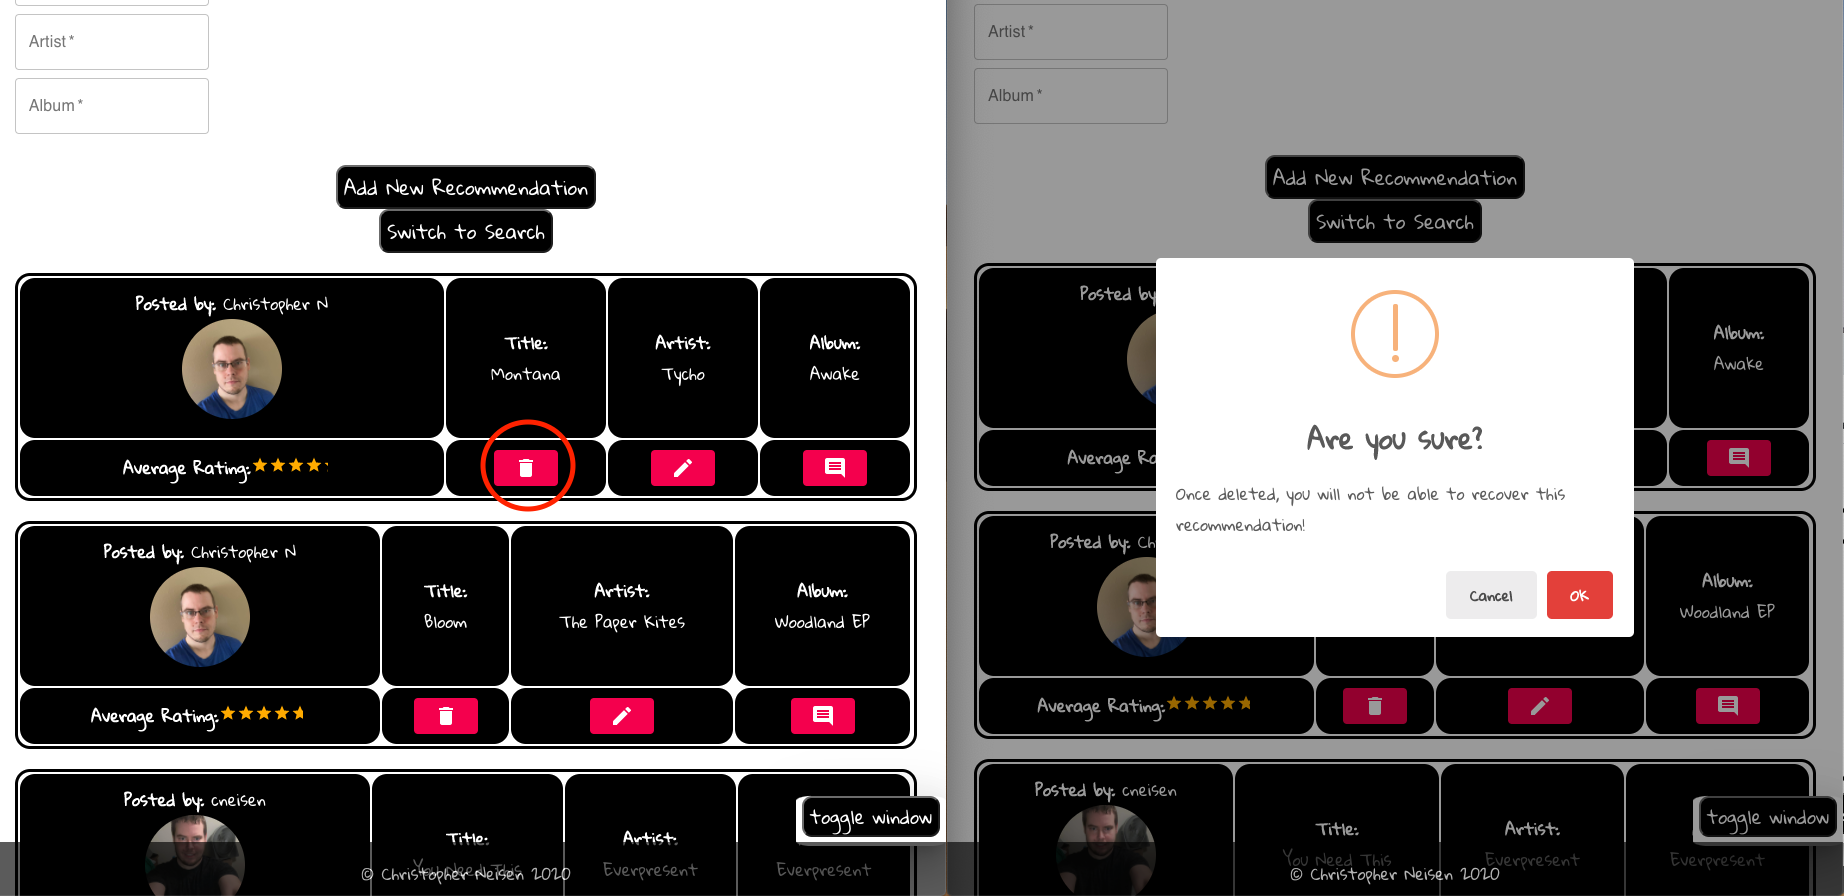 Artist *
Album *
Add New Recommendation
Switch to Search
Posted by: Christopher N
Title:
Montana
Artist:
Tycho
Album:
Awake
Average Rating:
Posted by: Christopher N
Title:
Bloom
Artist:
The Paper Kites
Album:
Woodland EP
Average Rating:
Posted by: cneisen
Title:
You Need This
Artist:
Everpresent
Everpresent
toggle window
© Christopher Neisen 2020
Artist *
Album *
Add New Recommendation
Switch to Search
Posted by
Album:
Awake
Average Ra
Are you sure?
Once deleted, you will not be able to recover this
recommendation!
Cancel
OK
Posted by: Ch
Album:
Woodland EP
Average Rating:
Posted by: cneisen
Title:
You Need This
Artist:
Everpresent
Everpresent
toggle window
© Christopher Neisen 2020